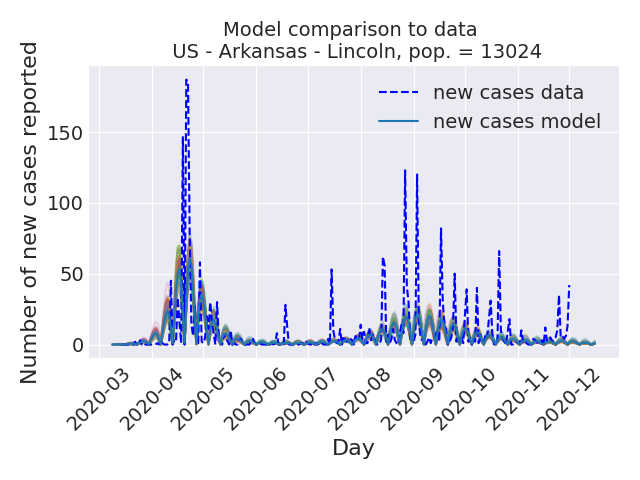 Model comparison to data
US - Arkansas - Lincoln, pop. = 13024
Number of new cases reported
150
100
50
0
new cases data
new cases model
2020-03
2020-04
2020-05
2020-06
2020-07
2020-08
2020-09
2020-10
2020-11
2020-12
Day